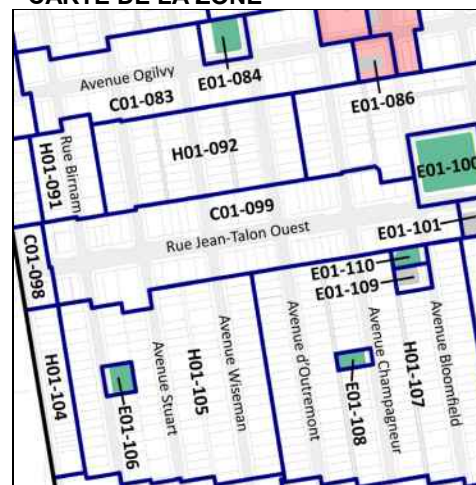 CARTE DE LA ZONE
Avenue Ogilvy
E01-084
C01-083
E01-086
H01-092
Rue Birnam
H01-091
E01-100
C01-099
E01-101
Rue Jean-Talon Ouest
C01-098
E01-110
E01-109
H01-104
E01-106
Avenue Stuart
H01-105
Avenue Wiseman
Avenue d'Outremont
E01-108
Avenue Champagneur
H01-107
Avenue Bloomfield